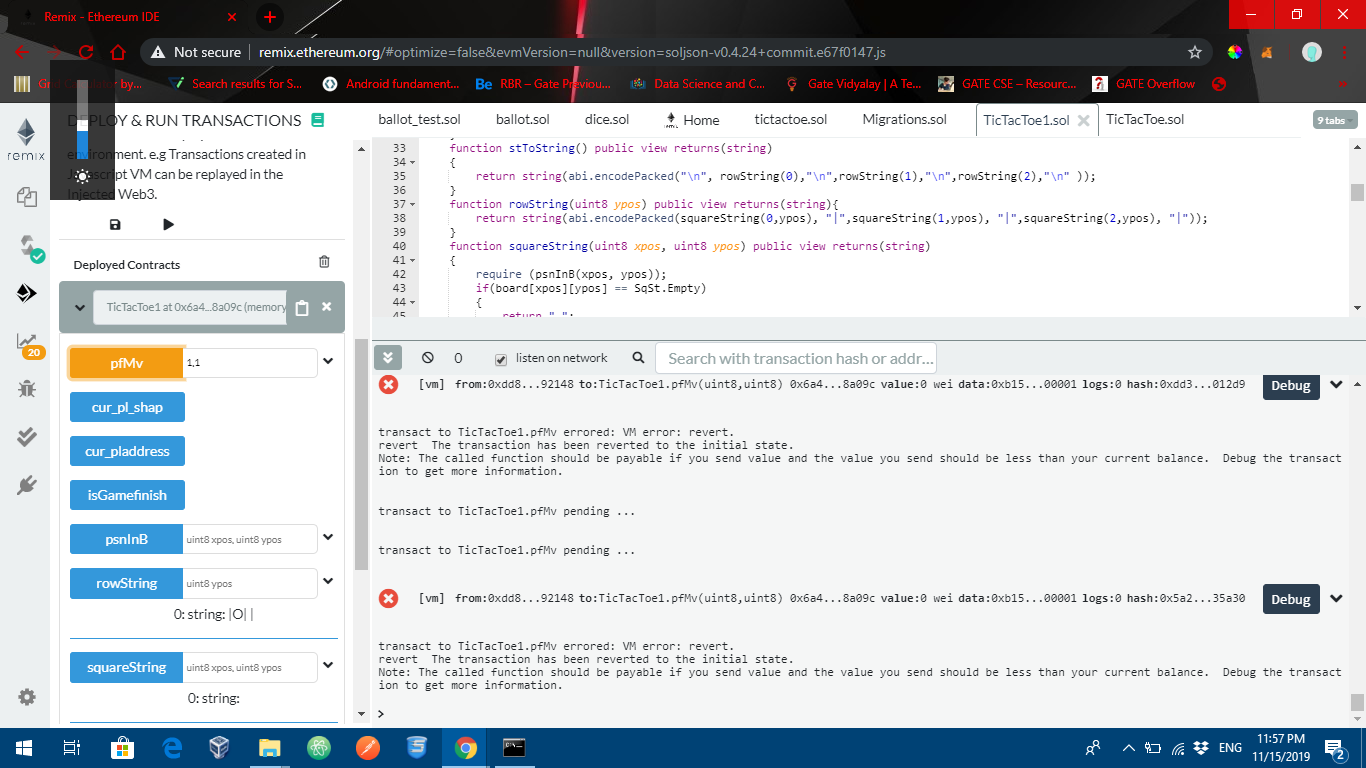 Remix - Ethereum IDE
Not secure | remix.ethereum.org/#optimize=false&evmVersion=null&version=soljson-v0.4.24+commit.e67f0147.js
Search results for S...
Android fundament...
Be RBR – Gate Previou...
Data Science and C...
Gate Vidyalay | A Te...
GATE CSE – Resourc...
GATE Overflow
remix
DEPLOY & RUN TRANSACTIONS
environment. e.g Transactions created in
Javascript VM can be replayed in the
Injected Web3.
Deployed Contracts
TicTacToe1 at 0x6a4...8a09c (memory
pfMv 1,1
cur_pl_shap
cur_pladdress
isGamefinish
psnInB uint8 xpos, uint8 ypos
rowString uint8 ypos
0: string: |O| |
squareString uint8 xpos, uint8 ypos
0: string:
20
ballot_test.sol ballot.sol dice.sol Home tictactoe.sol Migrations.sol TicTacToe1.sol TicTacToe.sol 9 tabs
33 function stToString() public view returns(string)
34 {
35 return string(abi.encodePacked("\n", rowString(0),"\n",rowString(1),"\n",rowString(2),"\n" ));
36 }
37 function rowString(uint8 ypos) public view returns(string){
38 return string(abi.encodePacked(squareString(0,ypos), "|",squareString(1,ypos), "|",squareString(2,ypos), "|"));
39 }
40 function squareString(uint8 xpos, uint8 ypos) public view returns(string)
41 {
42 require (psnInB(xpos, ypos));
43 if(board[xpos][ypos] == SqSt.Empty)
44 {
45 return " ";
0 listen on network Search with transaction hash or addr...
[vm] from:0xdd8...92148 to:TicTacToe1.pfMv(uint8,uint8) 0x6a4...8a09c value:0 wei data:0xb15...00001 logs:0 hash:0xdd3...012d9 Debug
transact to TicTacToe1.pfMv errored: VM error: revert.
revert The transaction has been reverted to the initial state.
Note: The called function should be payable if you send value and the value you send should be less than your current balance. Debug the transact
ion to get more information.
transact to TicTacToe1.pfMv pending ...
transact to TicTacToe1.pfMv pending ...
[vm] from:0xdd8...92148 to:TicTacToe1.pfMv(uint8,uint8) 0x6a4...8a09c value:0 wei data:0xb15...00001 logs:0 hash:0x5a2...35a30 Debug
transact to TicTacToe1.pfMv errored: VM error: revert.
revert The transaction has been reverted to the initial state.
Note: The called function should be payable if you send value and the value you send should be less than your current balance. Debug the transact
ion to get more information.
>
ENG
11:57 PM
11/15/2019
2